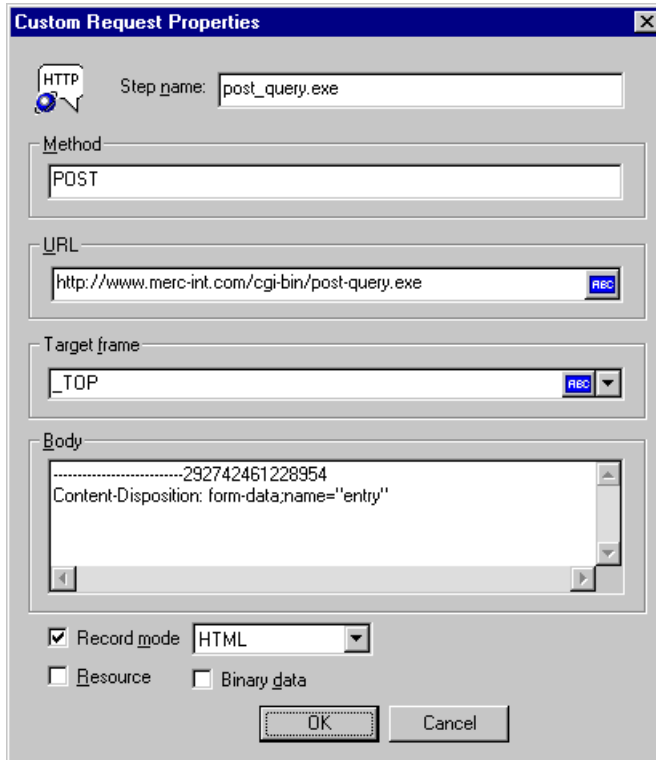 Custom Request Properties
HTTP
Step name: post_query.exe
Method
POST
URL
http://www.merc-int.com/cgi-bin/post-query.exe ABC
Target frame
_TOP ABC
Body
---------------------------292742461228954
Content-Disposition: form-data;name="entry"
Record mode HTML
Resource Binary data
OK Cancel